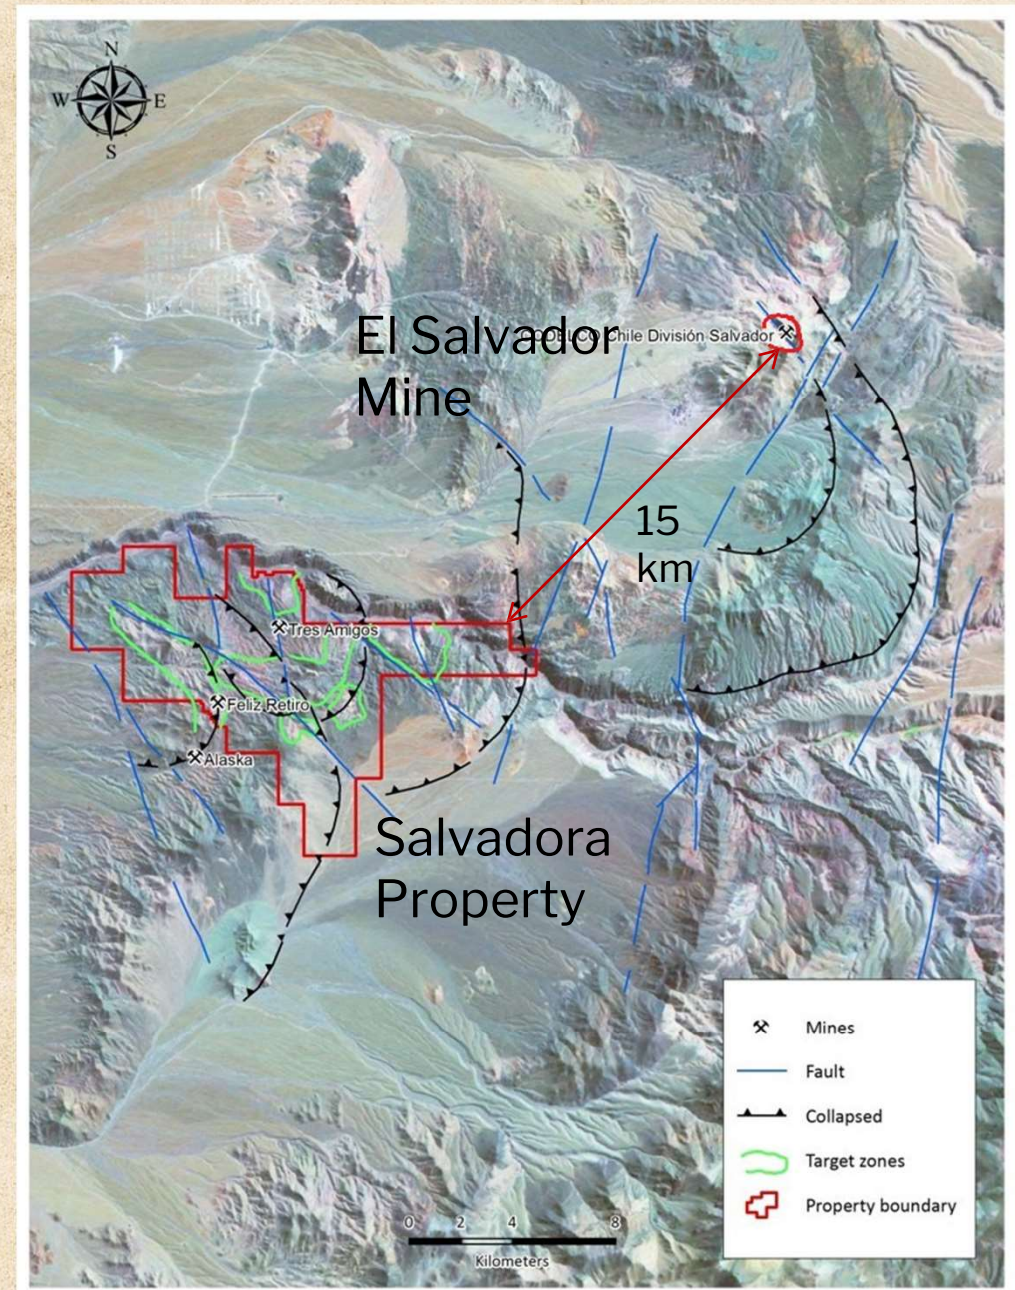 N
W E
S
El Salvador
Mine
CODELCO Chile División Salvador
15
km
Tres Amigos
Feliz Retiro
Alaska
Salvadora
Property
Mines
Fault
Collapsed
Target zones
Property boundary
0 2 4 8
Kilometers